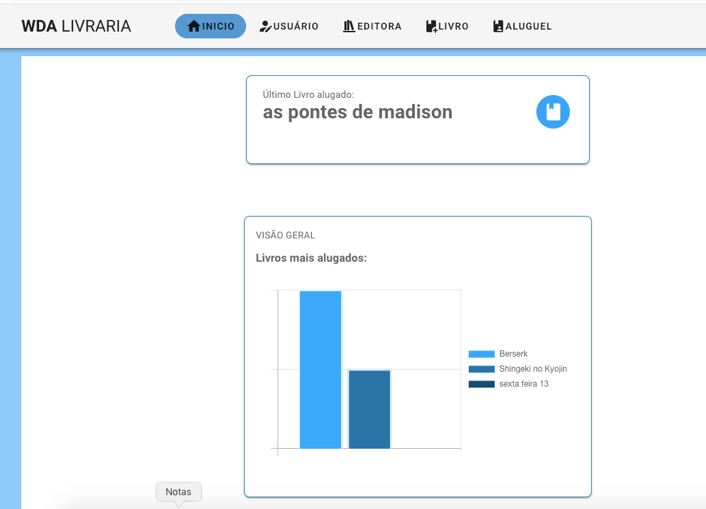 WDA LIVRARIA INICIO USUÁRIO EDITORA LIVRO ALUGUEL
Último Livro alugado:
as pontes de madison
VISÃO GERAL
Livros mais alugados:
Berserk
Shingeki no Kyojin
sexta feira 13
Notas